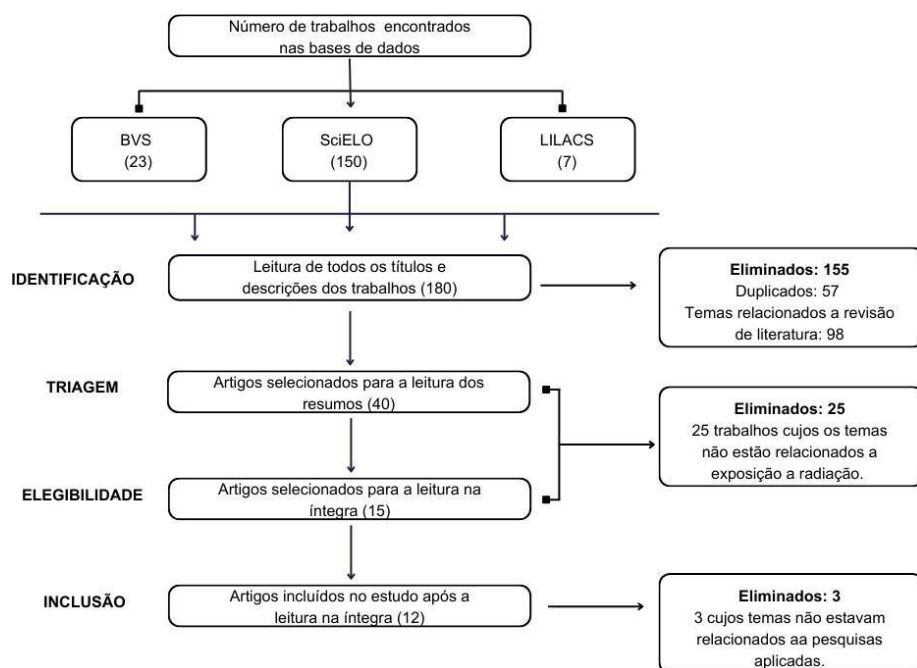 Número de trabalhos encontrados
nas bases de dados
BVS
(23)
SciELO
(150)
LILACS
(7)
IDENTIFICAÇÃO
Leitura de todos os títulos e
descrições dos trabalhos (180)
Eliminados: 155
Duplicados: 57
Temas relacionados a revisão
de literatura: 98
TRIAGEM
Artigos selecionados para a leitura dos
resumos (40)
Eliminados: 25
25 trabalhos cujos os temas
não estão relacionados a
exposição a radiação.
ELEGIBILIDADE
Artigos selecionados para a leitura na
íntegra (15)
INCLUSÃO
Artigos incluídos no estudo após a
leitura na íntegra (12)
Eliminados: 3
3 cujos temas não estavam
relacionados aa pesquisas
aplicadas.